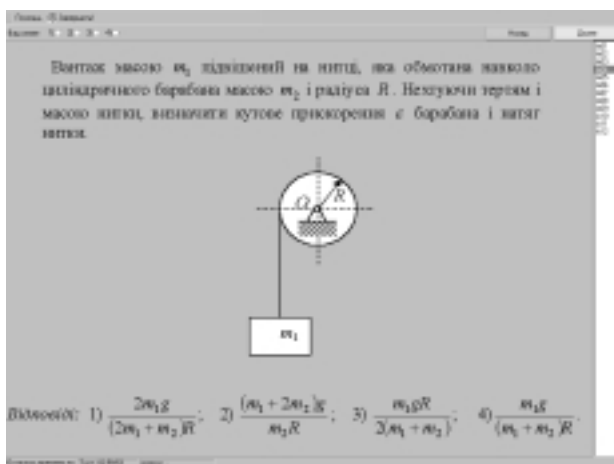 Вантаж масою m₁ підвішений на нитці, яка обмотана навколо
циліндричного барабана масою m₂ і радіуса R. Нехтуючи тертям і
масою нитки, визначити кутове прискорення ε барабана і натяг
нитки.
O
R
m₁
Відповіді: 1) 2m₁g / (2m₁ + m₂)R; 2) (m₁ + 2m₂)g / m₂R; 3) m₁gR / 2(m₁ + m₂); 4) m₁g / (m₁ + m₂)R.